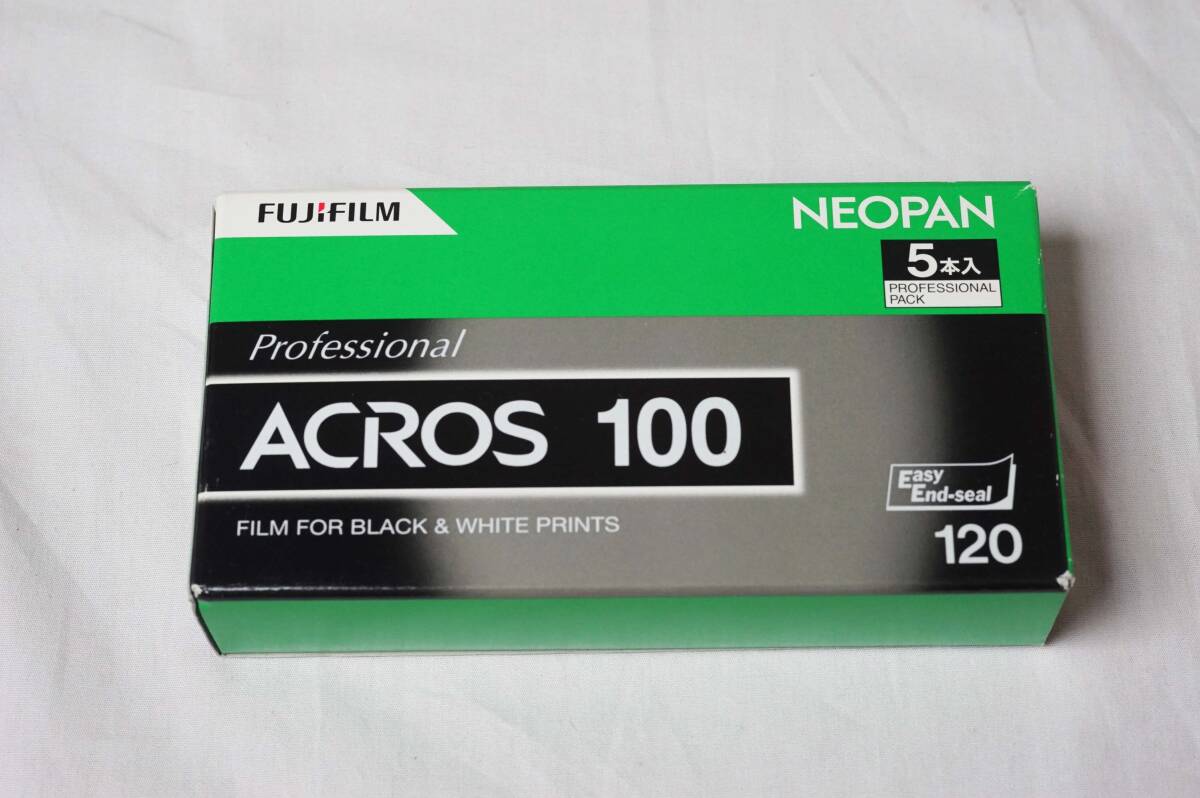 FUJIFILM
NEOPAN
5本入
PROFESSIONAL
PACK
Professional
ACROS 100
FILM FOR BLACK & WHITE PRINTS
Easy
End-seal
120